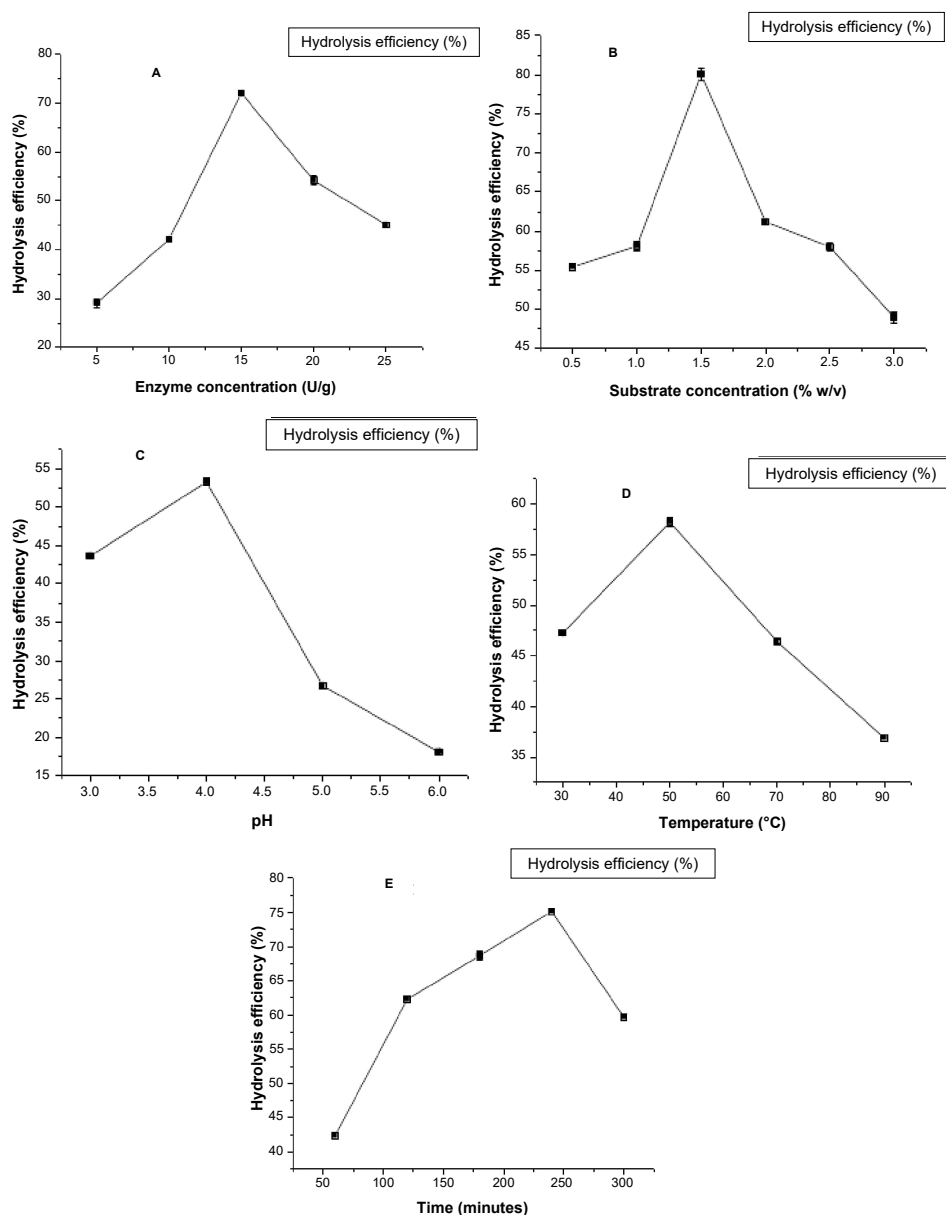 Hydrolysis efficiency (%)
A
Hydrolysis efficiency (%)
80
70
60
50
40
30
20
5 10 15 20 25
Enzyme concentration (U/g)
Hydrolysis efficiency (%)
B
Hydrolysis efficiency (%)
85
80
75
70
65
60
55
50
45
0.5 1.0 1.5 2.0 2.5 3.0
Substrate concentration (% w/v)
Hydrolysis efficiency (%)
C
Hydrolysis efficiency (%)
55
50
45
40
35
30
25
20
15
3.0 3.5 4.0 4.5 5.0 5.5 6.0
pH
Hydrolysis efficiency (%)
D
Hydrolysis efficiency (%)
60
55
50
45
40
35
30 40 50 60 70 80 90
Temperature (°C)
Hydrolysis efficiency (%)
E
Hydrolysis efficiency (%)
80
75
70
65
60
55
50
45
40
50 100 150 200 250 300
Time (minutes)